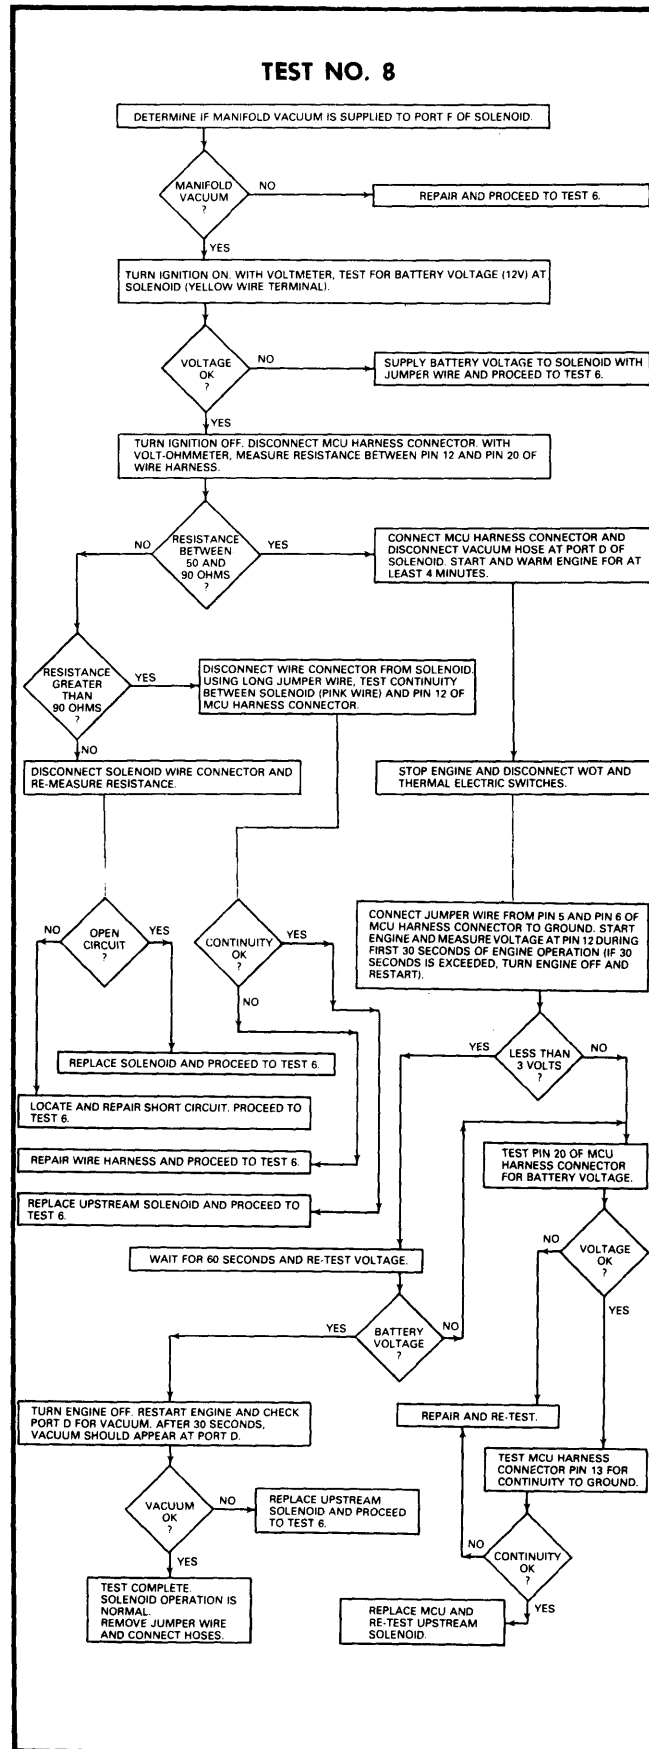 TEST NO. 8
DETERMINE IF MANIFOLD VACUUM IS SUPPLIED TO PORT F OF SOLENOID.
MANIFOLD
VACUUM
?
NO
REPAIR AND PROCEED TO TEST 6.
YES
TURN IGNITION ON. WITH VOLTMETER, TEST FOR BATTERY VOLTAGE (12V) AT
SOLENOID (YELLOW WIRE TERMINAL).
VOLTAGE
OK
?
NO
SUPPLY BATTERY VOLTAGE TO SOLENOID WITH
JUMPER WIRE AND PROCEED TO TEST 6.
YES
TURN IGNITION OFF. DISCONNECT MCU HARNESS CONNECTOR. WITH
VOLT-OHMMETER, MEASURE RESISTANCE BETWEEN PIN 12 AND PIN 20 OF
WIRE HARNESS.
NO
RESISTANCE
BETWEEN
50 AND
90 OHMS
?
YES
CONNECT MCU HARNESS CONNECTOR AND
DISCONNECT VACUUM HOSE AT PORT D OF
SOLENOID. START AND WARM ENGINE FOR AT
LEAST 4 MINUTES.
RESISTANCE
GREATER
THAN
90 OHMS
?
YES
DISCONNECT WIRE CONNECTOR FROM SOLENOID.
USING LONG JUMPER WIRE, TEST CONTINUITY
BETWEEN SOLENOID (PINK WIRE) AND PIN 12 OF
MCU HARNESS CONNECTOR.
NO
DISCONNECT SOLENOID WIRE CONNECTOR AND
RE-MEASURE RESISTANCE.
STOP ENGINE AND DISCONNECT WOT AND
THERMAL ELECTRIC SWITCHES.
NO
OPEN
CIRCUIT
?
YES
CONTINUITY
OK
?
YES
NO
CONNECT JUMPER WIRE FROM PIN 5 AND PIN 6 OF
MCU HARNESS CONNECTOR TO GROUND. START
ENGINE AND MEASURE VOLTAGE AT PIN 12 DURING
FIRST 30 SECONDS OF ENGINE OPERATION (IF 30
SECONDS IS EXCEEDED, TURN ENGINE OFF AND
RESTART).
REPLACE SOLENOID AND PROCEED TO TEST 6.
YES
LESS THAN
3 VOLTS
?
NO
LOCATE AND REPAIR SHORT CIRCUIT. PROCEED TO
TEST 6.
REPAIR WIRE HARNESS AND PROCEED TO TEST 6.
TEST PIN 20 OF MCU
HARNESS CONNECTOR
FOR BATTERY VOLTAGE.
REPLACE UPSTREAM SOLENOID AND PROCEED TO
TEST 6.
WAIT FOR 60 SECONDS AND RE-TEST VOLTAGE.
NO
VOLTAGE
OK
?
YES
YES
BATTERY
VOLTAGE
?
NO
TURN ENGINE OFF. RESTART ENGINE AND CHECK
PORT D FOR VACUUM. AFTER 30 SECONDS,
VACUUM SHOULD APPEAR AT PORT D.
REPAIR AND RE-TEST.
TEST MCU HARNESS
CONNECTOR PIN 13 FOR
CONTINUITY TO GROUND.
VACUUM
OK
?
NO
REPLACE UPSTREAM
SOLENOID AND PROCEED
TO TEST 6.
YES
NO
CONTINUITY
OK
?
YES
TEST COMPLETE.
SOLENOID OPERATION IS
NORMAL.
REMOVE JUMPER WIRE
AND CONNECT HOSES.
REPLACE MCU AND
RE-TEST UPSTREAM
SOLENOID.